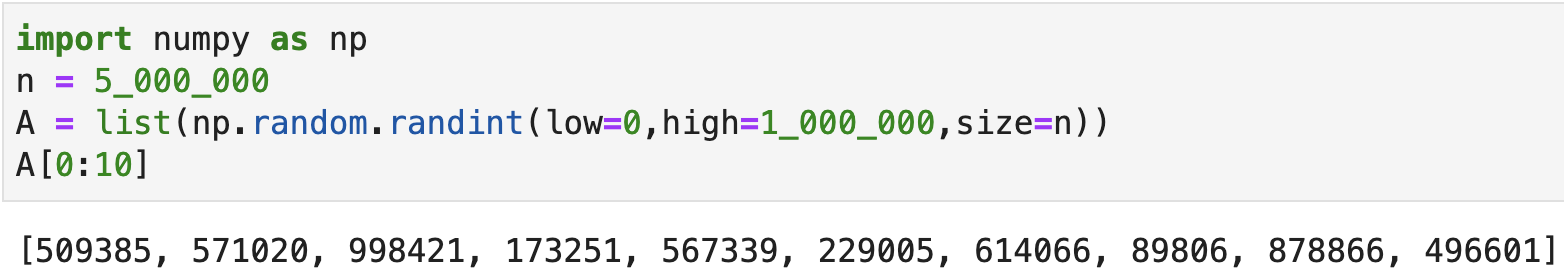 import numpy as np
n = 5_000_000
A = list(np.random.randint(low=0,high=1_000_000,size=n))
A[0:10]
[509385, 571020, 998421, 173251, 567339, 229005, 614066, 89806, 878866, 496601]